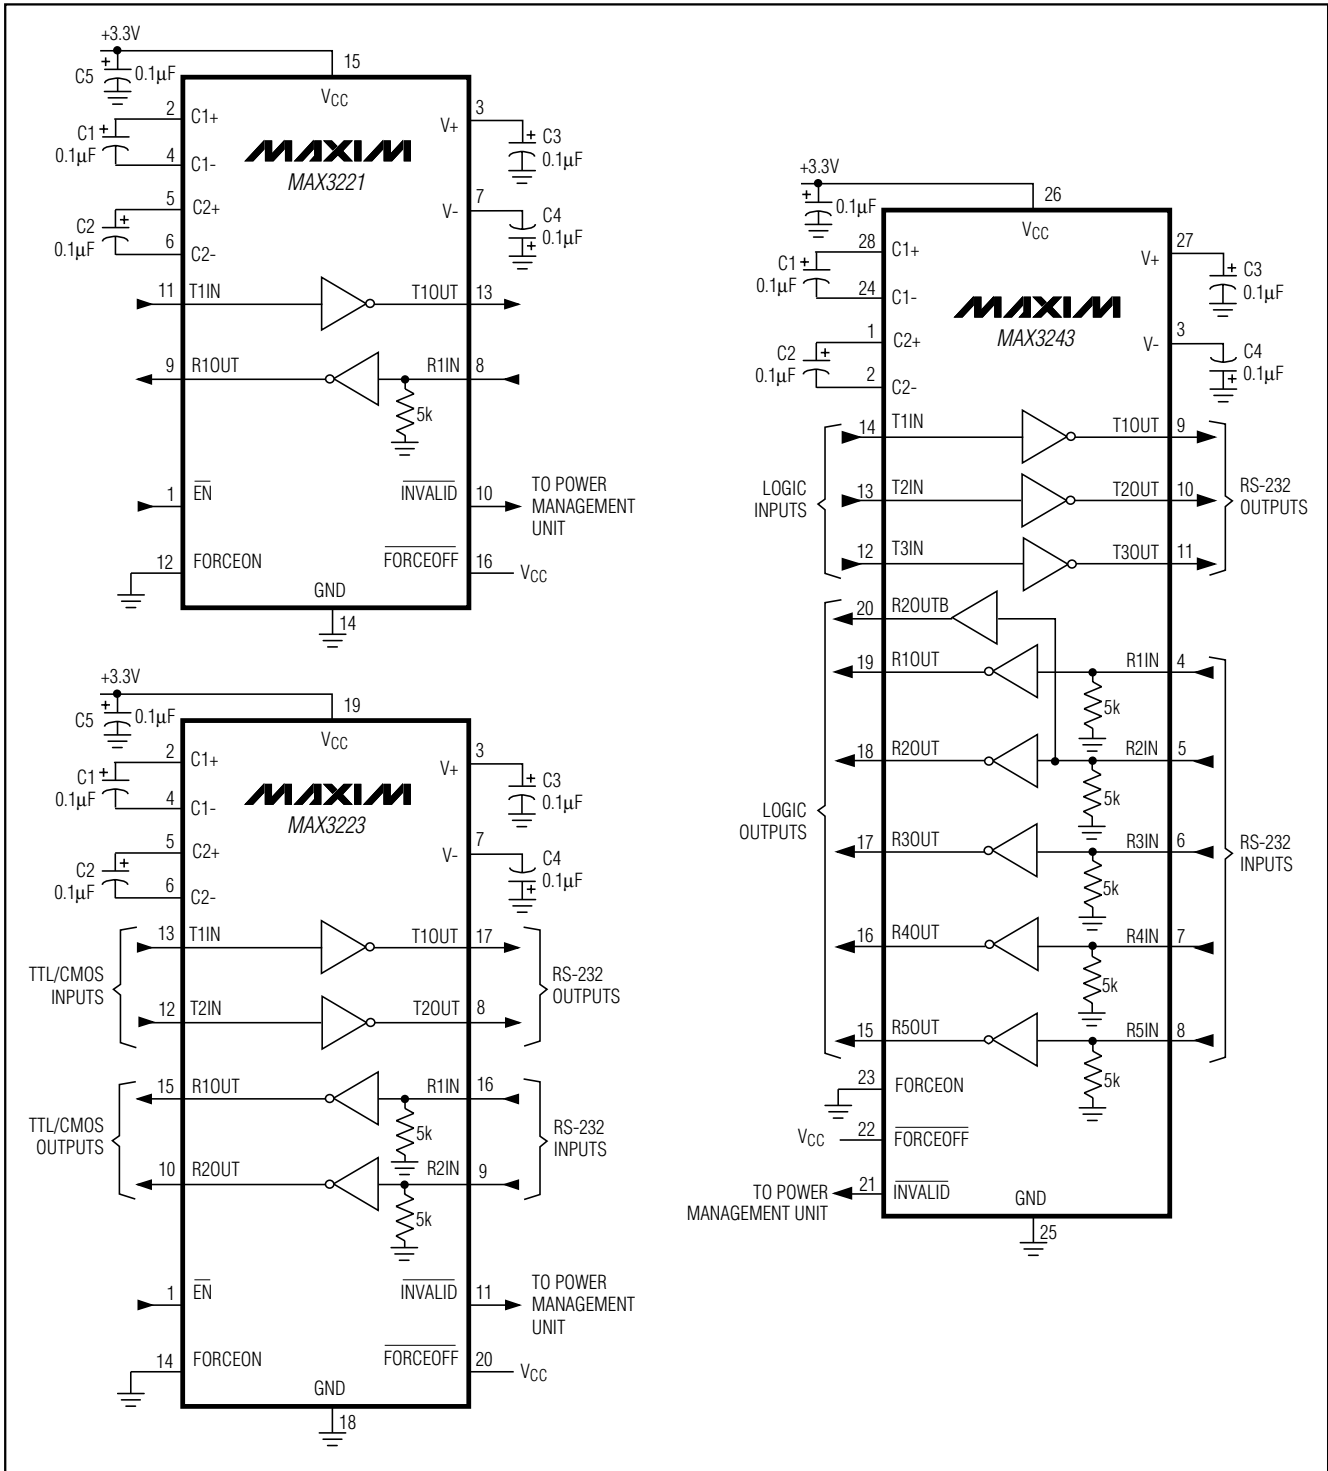 +3.3V
C5
+
0.1µF
15
VCC
2
C1+
C1
+
0.1µF
4
C1-
5
C2+
C2
+
0.1µF
6
C2-
3
V+
+
C3
0.1µF
7
V-
C4
0.1µF
+
MAXIM
MAX3221
11
T1IN
T1OUT
13
9
R1OUT
R1IN
8
5k
1
EN
INVALID
10
TO POWER
MANAGEMENT
UNIT
12
FORCEON
FORCEOFF
16
VCC
GND
14
+3.3V
C5
+
0.1µF
19
VCC
2
C1+
C1
+
0.1µF
4
C1-
5
C2+
C2
+
0.1µF
6
C2-
3
V+
+
C3
0.1µF
7
V-
C4
0.1µF
+
MAXIM
MAX3223
TTL/CMOS
INPUTS
13
T1IN
T1OUT
17
12
T2IN
T2OUT
8
RS-232
OUTPUTS
TTL/CMOS
OUTPUTS
15
R1OUT
R1IN
16
5k
10
R2OUT
R2IN
9
5k
RS-232
INPUTS
1
EN
INVALID
11
TO POWER
MANAGEMENT
UNIT
14
FORCEON
FORCEOFF
20
VCC
GND
18
+3.3V
+
0.1µF
26
VCC
28
C1+
C1
+
0.1µF
24
C1-
1
C2+
C2
+
0.1µF
2
C2-
27
V+
+
C3
0.1µF
3
V-
C4
0.1µF
+
MAXIM
MAX3243
LOGIC
INPUTS
14
T1IN
T1OUT
9
13
T2IN
T2OUT
10
12
T3IN
T3OUT
11
RS-232
OUTPUTS
LOGIC
OUTPUTS
20
R2OUTB
19
R1OUT
R1IN
4
5k
18
R2OUT
R2IN
5
5k
17
R3OUT
R3IN
6
5k
16
R4OUT
R4IN
7
5k
15
R5OUT
R5IN
8
5k
RS-232
INPUTS
23
FORCEON
VCC
22
FORCEOFF
TO POWER
MANAGEMENT UNIT
21
INVALID
GND
25